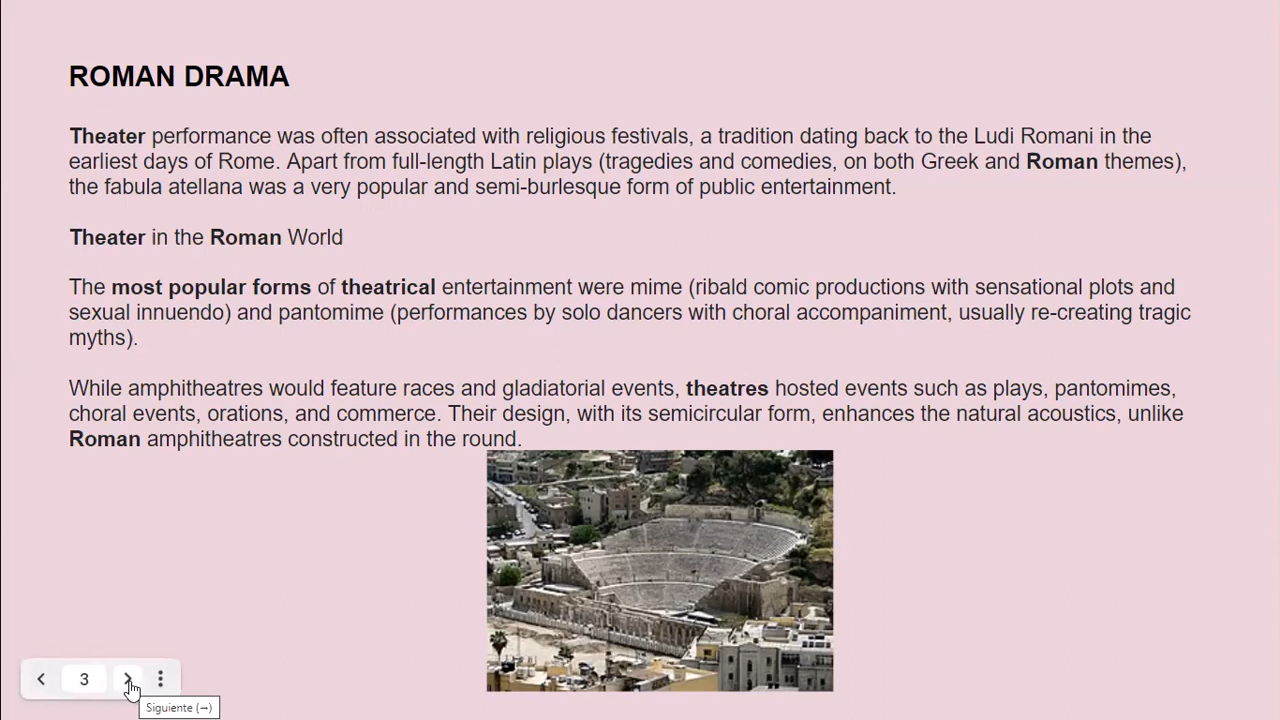 ROMAN DRAMA
Theater performance was often associated with religious festivals, a tradition dating back to the Ludi Romani in the
earliest days of Rome. Apart from full-length Latin plays (tragedies and comedies, on both Greek and Roman themes),
the fabula atellana was a very popular and semi-burlesque form of public entertainment.
Theater in the Roman World
The most popular forms of theatrical entertainment were mime (ribald comic productions with sensational plots and
sexual innuendo) and pantomime (performances by solo dancers with choral accompaniment, usually re-creating tragic
myths).
While amphitheatres would feature races and gladiatorial events, theatres hosted events such as plays, pantomimes,
choral events, orations, and commerce. Their design, with its semicircular form, enhances the natural acoustics, unlike
Roman amphitheatres constructed in the round.
3
Siguiente (→)